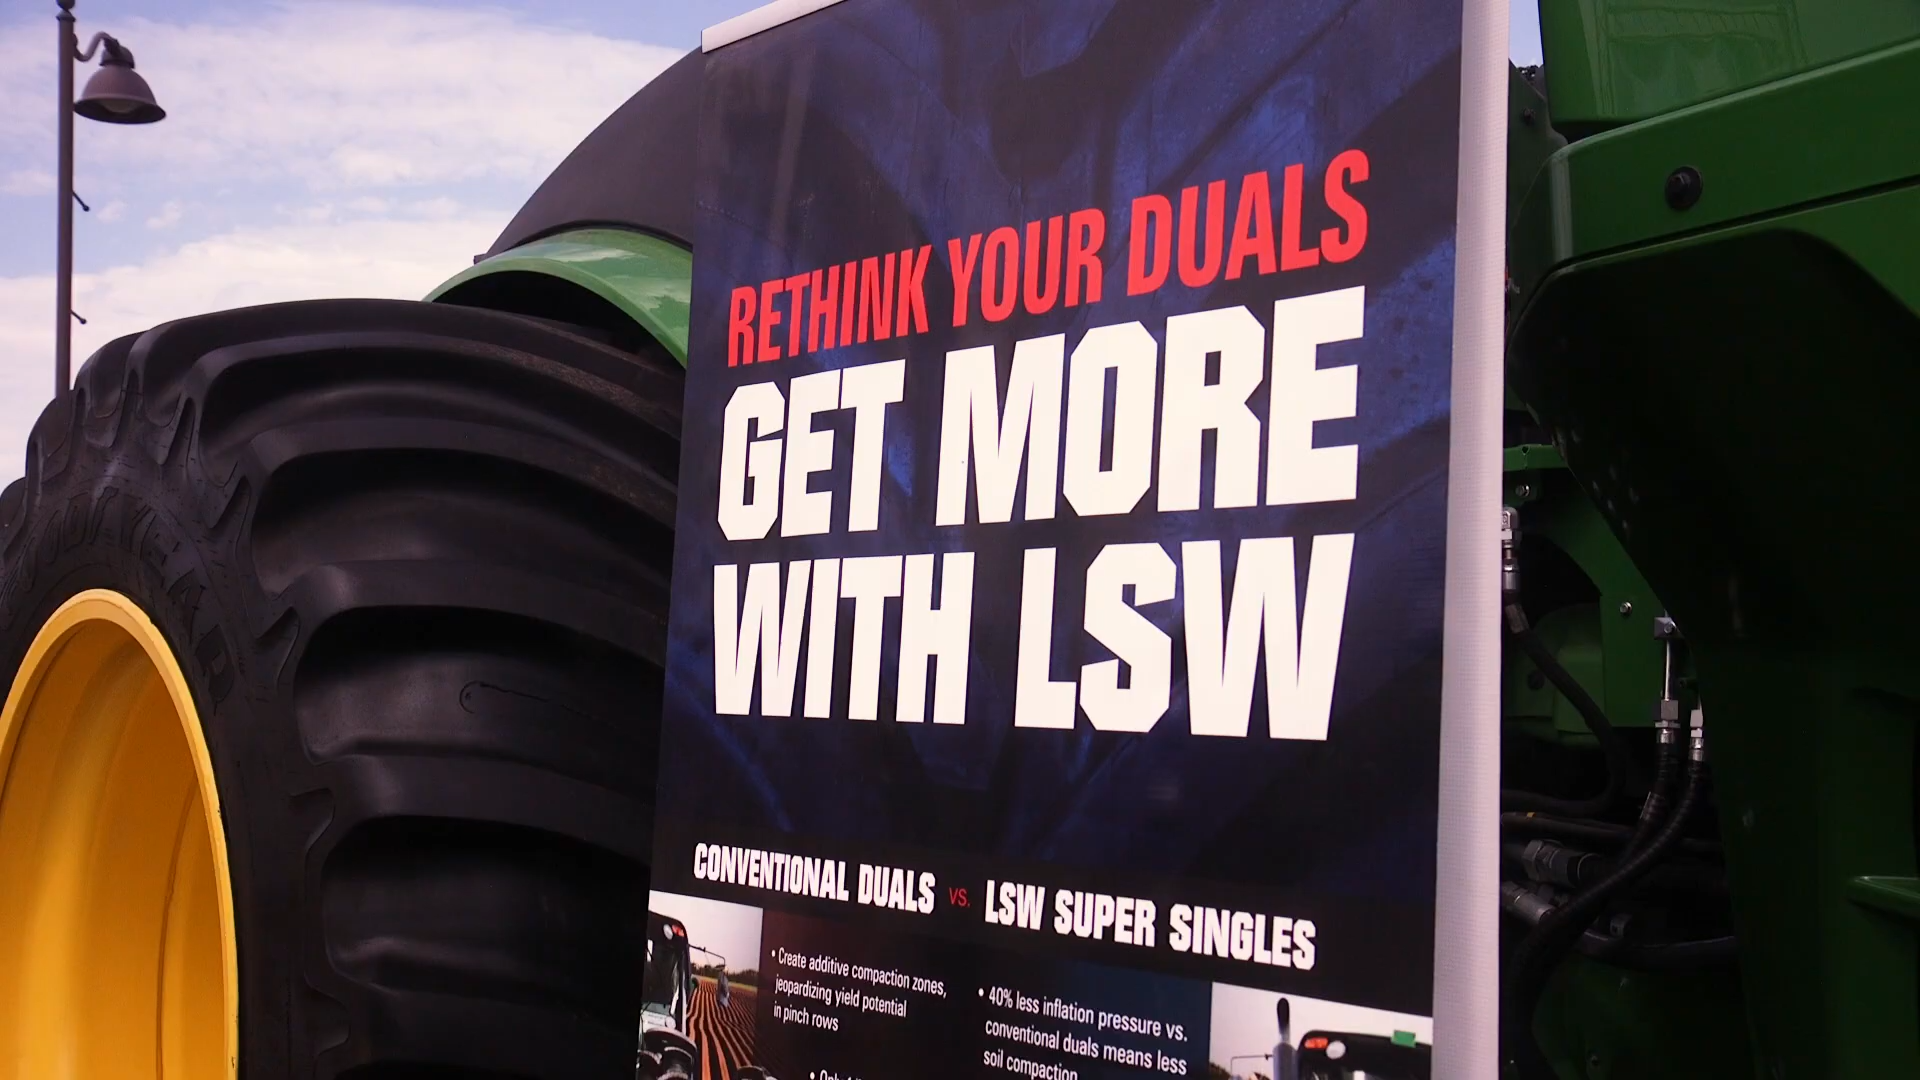 RETHINK YOUR DUALS
GET MORE
WITH LSW
CONVENTIONAL DUALS VS. LSW SUPER SINGLES
• Create additive compaction zones,
jeopardizing yield potential
in pinch rows
• 40% less inflation pressure vs.
conventional duals means less
soil compaction
GOODYEAR